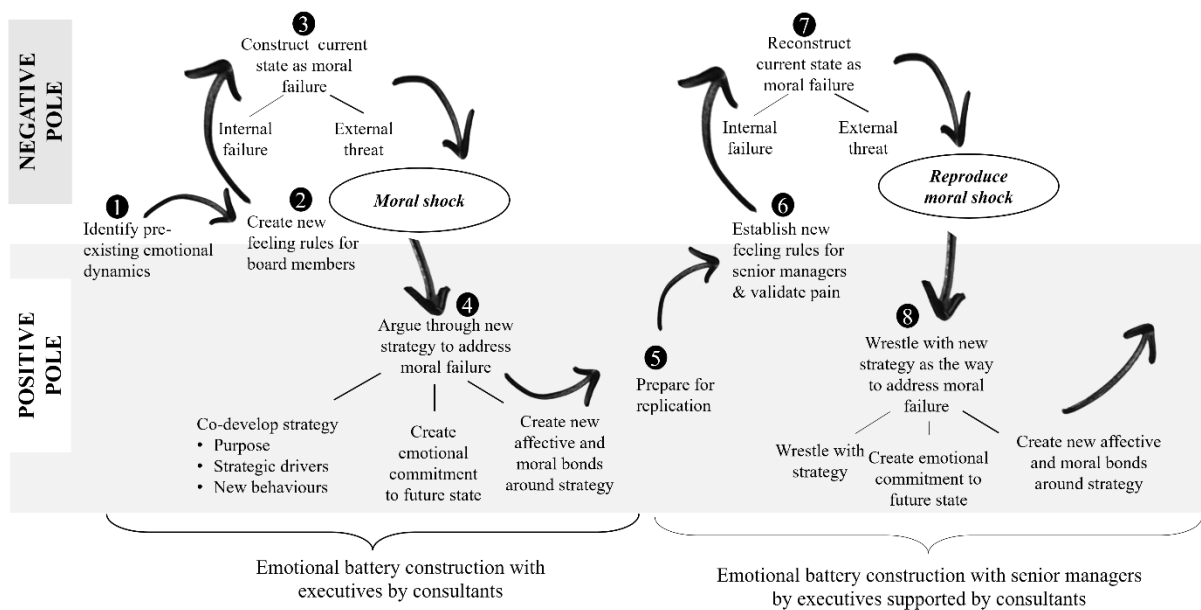 NEGATIVE
POLE
POSITIVE
POLE
1
Identify pre-
existing emotional
dynamics
2
Create new
feeling rules for
board members
3
Construct current
state as moral
failure
Internal
failure
External
threat
Moral shock
4
Argue through new
strategy to address
moral failure
Co-develop strategy
• Purpose
• Strategic drivers
• New behaviours
Create
emotional
commitment
to future state
Create new
affective and
moral bonds
around strategy
5
Prepare for
replication
6
Establish new
feeling rules for
senior managers
& validate pain
7
Reconstruct
current state as
moral failure
Internal
failure
External
threat
Reproduce
moral shock
8
Wrestle with new
strategy as the way
to address moral
failure
Wrestle with
strategy
Create emotional
commitment to
future state
Create new affective
and moral bonds
around strategy
Emotional battery construction with
executives by consultants
Emotional battery construction with senior managers
by executives supported by consultants